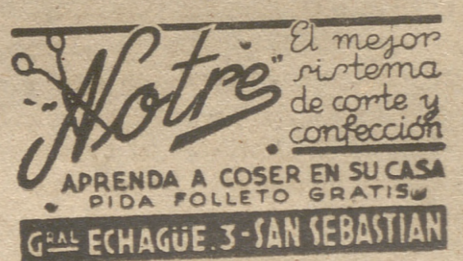 "Notre"
El mejor
sistema
de corte y
confección
APRENDA A COSER EN SU CASA
PIDA FOLLETO GRATIS
GRAL ECHAGÜE. 3-SAN SEBASTIAN